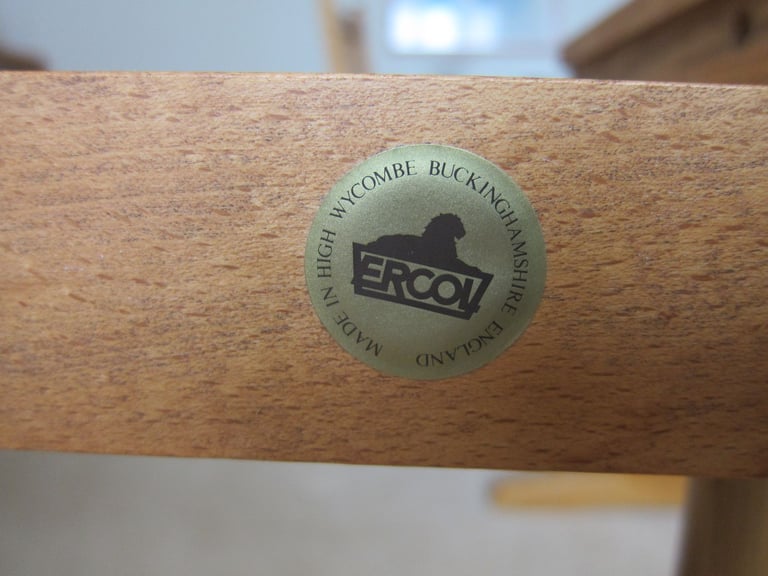 MADE IN HIGH WYCOMBE BUCKINGHAMSHIRE ENGLAND
ERCOL